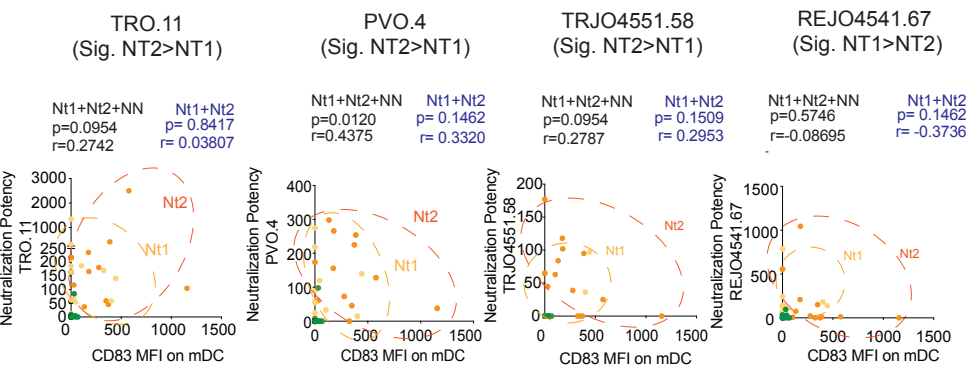 TRO.11
(Sig. NT2>NT1)
Nt1+Nt2+NN
p=0.0954
r=0.2742
Nt1+Nt2
p= 0.8417
r= 0.03807
Neutralization Potency
TRO.11
3000
2000
1000
250
200
150
100
50
0
Nt2
Nt1
0 500 1000 1500
CD83 MFI on mDC
PVO.4
(Sig. NT2>NT1)
Nt1+Nt2+NN
p=0.0120
r=0.4375
Nt1+Nt2
p= 0.1462
r= 0.3320
Neutralization Potency
PVO.4
400
300
200
100
0
Nt2
Nt1
0 500 1000 1500
CD83 MFI on mDC
TRJO4551.58
(Sig. NT2>NT1)
Nt1+Nt2+NN
p=0.0954
r=0.2787
Nt1+Nt2
p= 0.1509
r= 0.2953
Neutralization Potency
TRJO4551.58
200
150
100
50
0
Nt2
Nt1
0 500 1000 1500
CD83 MFI on mDC
REJO4541.67
(Sig. NT1>NT2)
Nt1+Nt2+NN
p=0.5746
r=-0.08695
Nt1+Nt2
p= 0.1462
r= -0.3736
Neutralization Potency
REJO4541.67
1500
1000
500
0
Nt1
Nt2
0 500 1000 1500
CD83 MFI on mDC